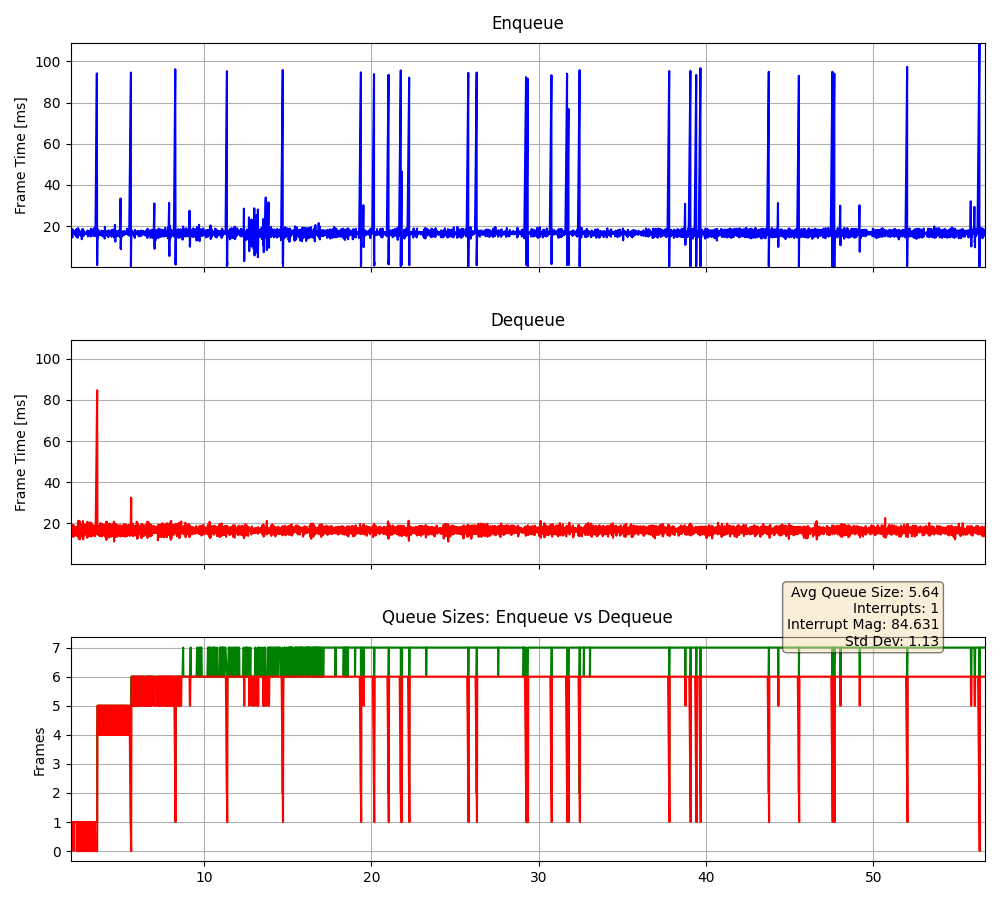 Enqueue
Frame Time [ms]
100
80
60
40
20
Dequeue
Frame Time [ms]
100
80
60
40
20
Avg Queue Size: 5.64
Interrupts: 1
Interrupt Mag: 84.631
Std Dev: 1.13
Queue Sizes: Enqueue vs Dequeue
Frames
7
6
5
4
3
2
1
0
10 20 30 40 50